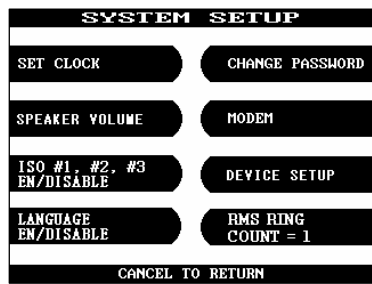 SYSTEM SETUP
SET CLOCK
CHANGE PASSWORD
SPEAKER VOLUME
MODEM
ISO #1, #2, #3
EN/DISABLE
DEVICE SETUP
LANGUAGE
EN/DISABLE
RMS RING
COUNT = 1
CANCEL TO RETURN